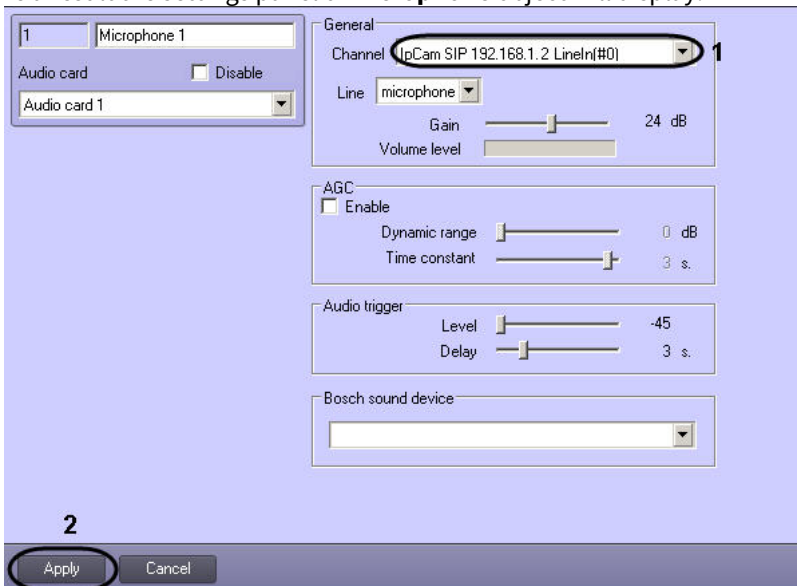 1 Microphone 1
Audio card Disable
Audio card 1
General
Channel IpCam SIP 192.168.1.2 LineIn(#0) 1
Line microphone
Gain 24 dB
Volume level
AGC
Enable
Dynamic range 0 dB
Time constant 3 s.
Audio trigger
Level -45
Delay 3 s.
Bosch sound device
2
Apply Cancel